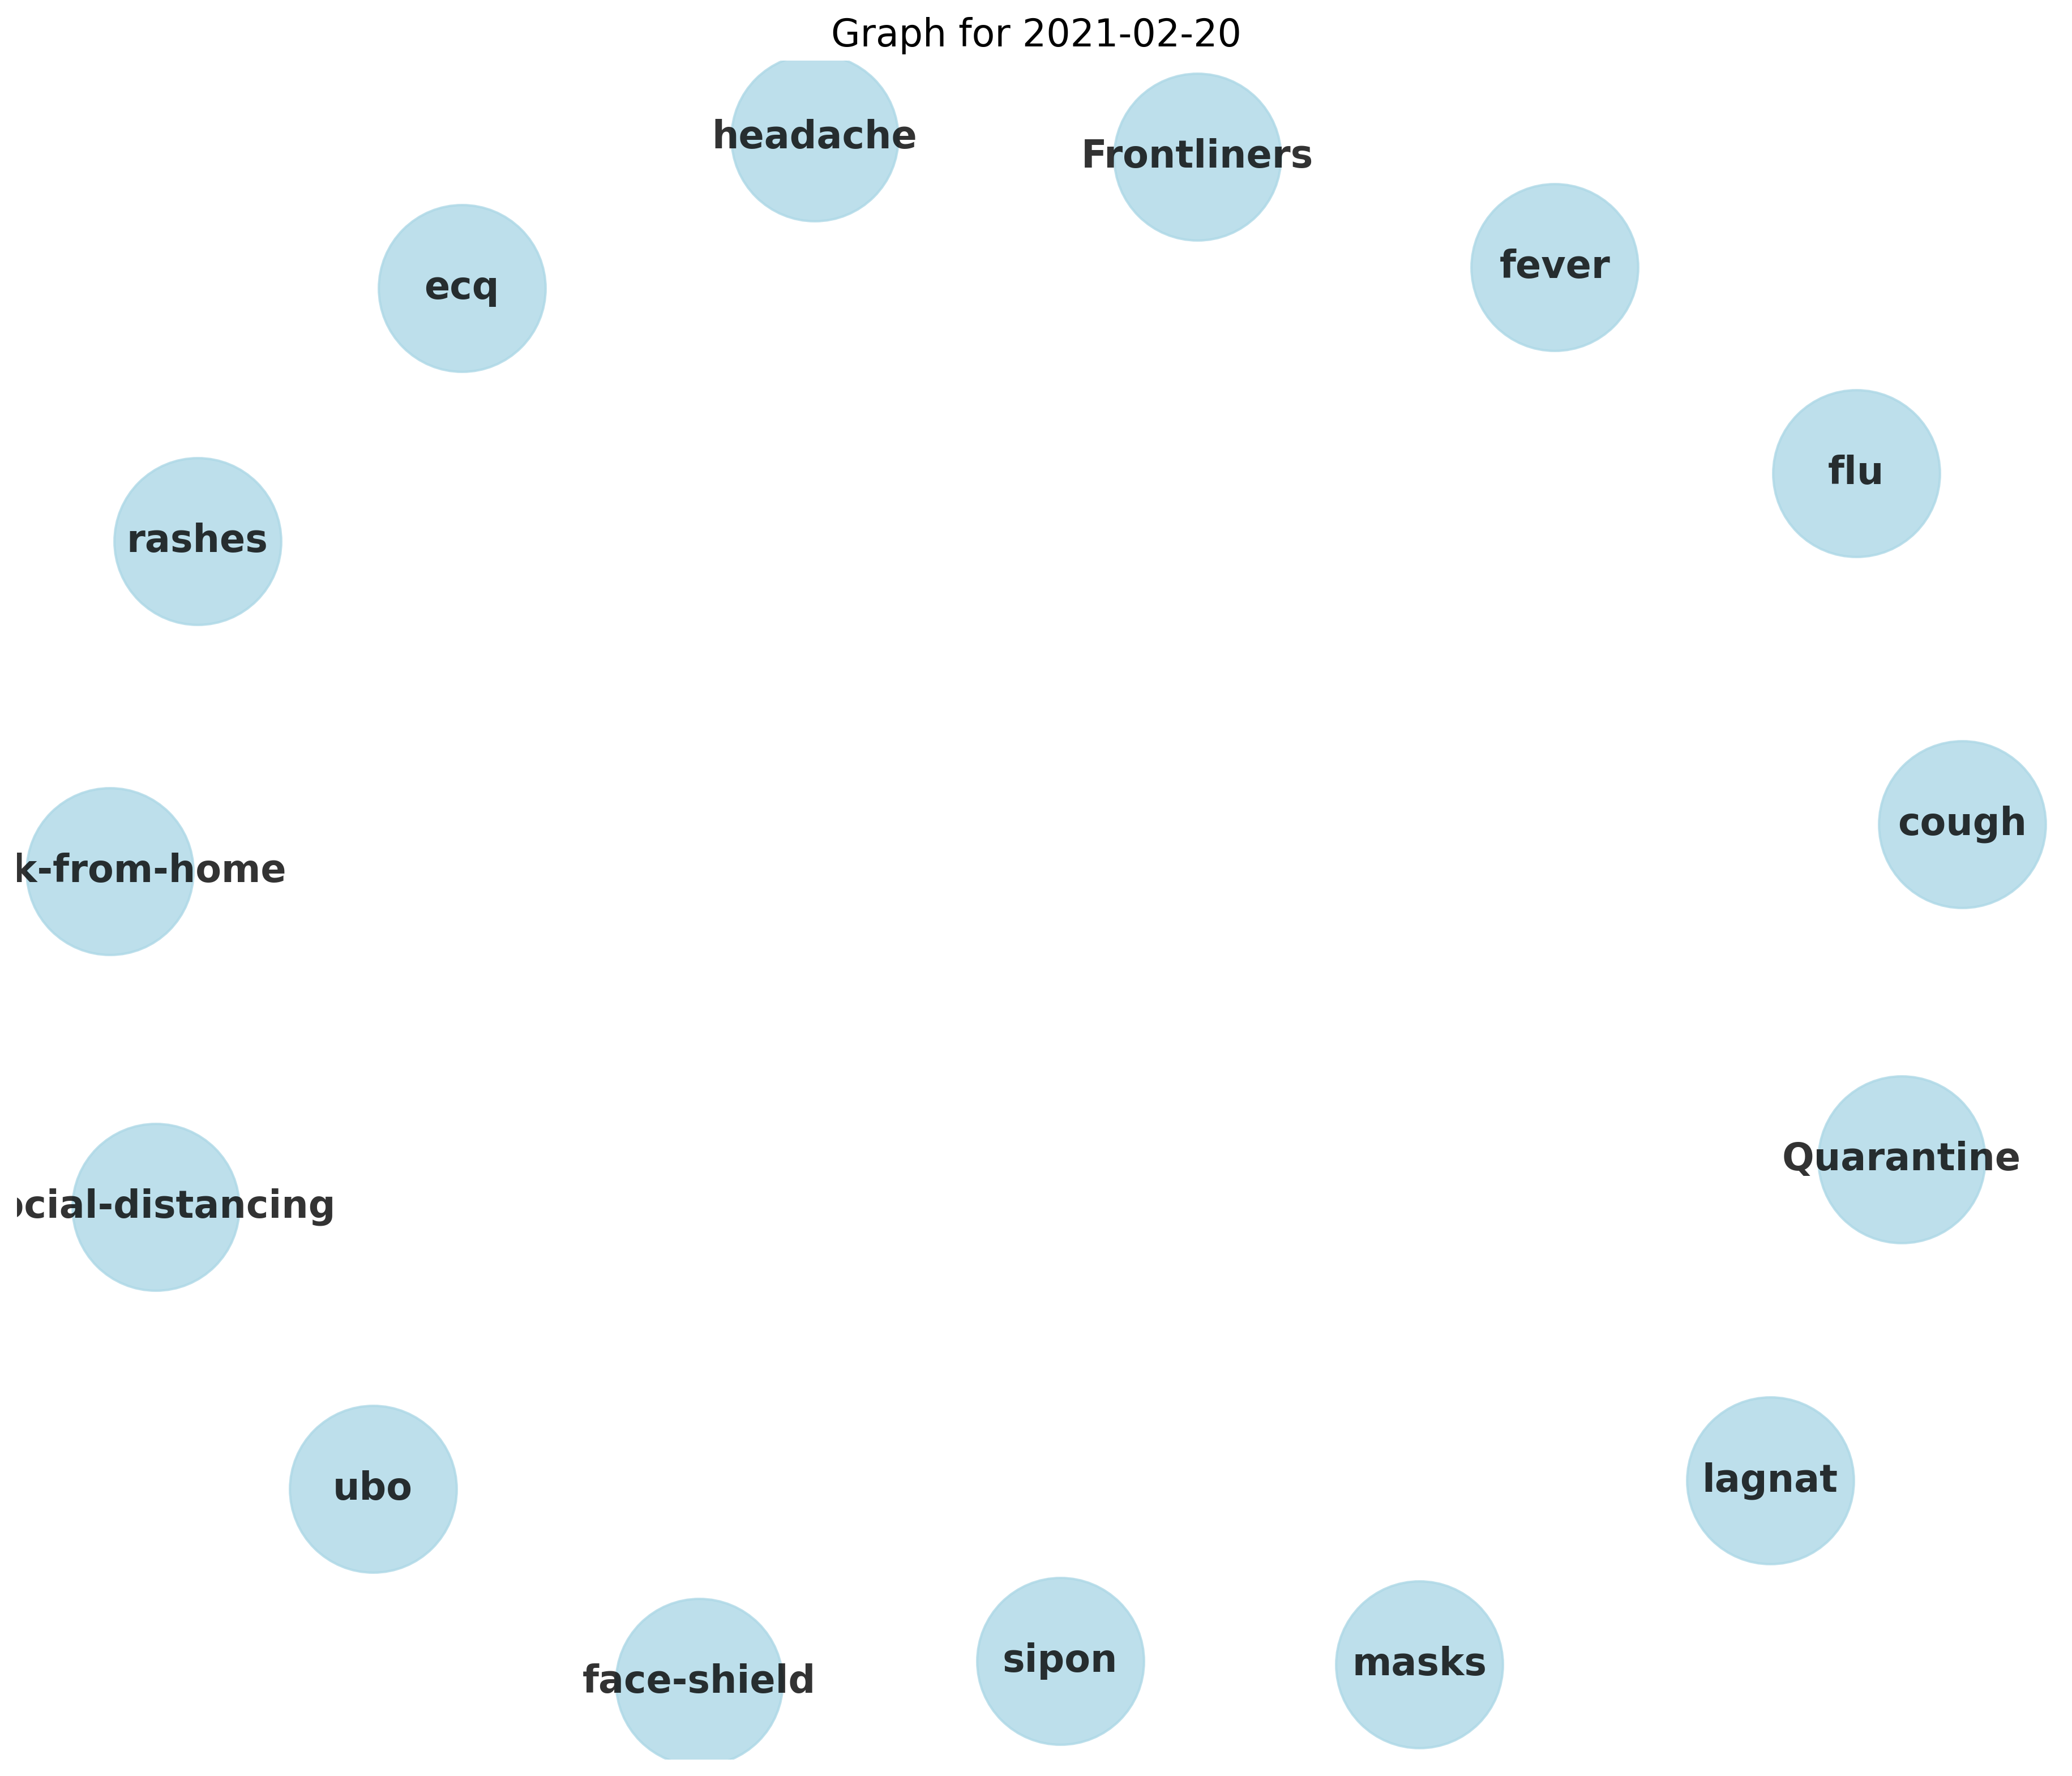 Graph for 2021-02-20
headache
Frontliners
fever
ecq
flu
rashes
cough
k-from-home
Quarantine
ocial-distancing
lagnat
ubo
sipon
masks
face-shield